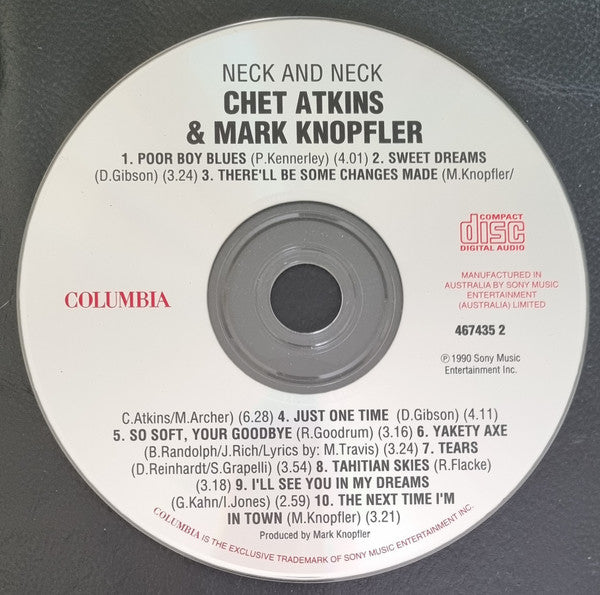 NECK AND NECK
CHET ATKINS
& MARK KNOPFLER
1. POOR BOY BLUES (P.Kennerley) (4.01) 2. SWEET DREAMS
(D.Gibson) (3.24) 3. THERE'LL BE SOME CHANGES MADE (M.Knopfler/
COMPACT
disc
DIGITAL AUDIO
COLUMBIA
MANUFACTURED IN
AUSTRALIA BY SONY MUSIC
ENTERTAINMENT
(AUSTRALIA) LIMITED
467435 2
℗ 1990 Sony Music
Entertainment Inc.
C.Atkins/M.Archer) (6.28) 4. JUST ONE TIME (D.Gibson) (4.11)
5. SO SOFT, YOUR GOODBYE (R.Goodrum) (3.16) 6. YAKETY AXE
(B.Randolph/J.Rich/Lyrics by: M.Travis) (3.24) 7. TEARS
(D.Reinhardt/S.Grapelli) (3.54) 8. TAHITIAN SKIES (R.Flacke)
(3.18) 9. I'LL SEE YOU IN MY DREAMS
(G.Kahn/I.Jones) (2.59) 10. THE NEXT TIME I'M
IN TOWN (M.Knopfler) (3.21)
Produced by Mark Knopfler
COLUMBIA IS THE EXCLUSIVE TRADEMARK OF SONY MUSIC ENTERTAINMENT INC.